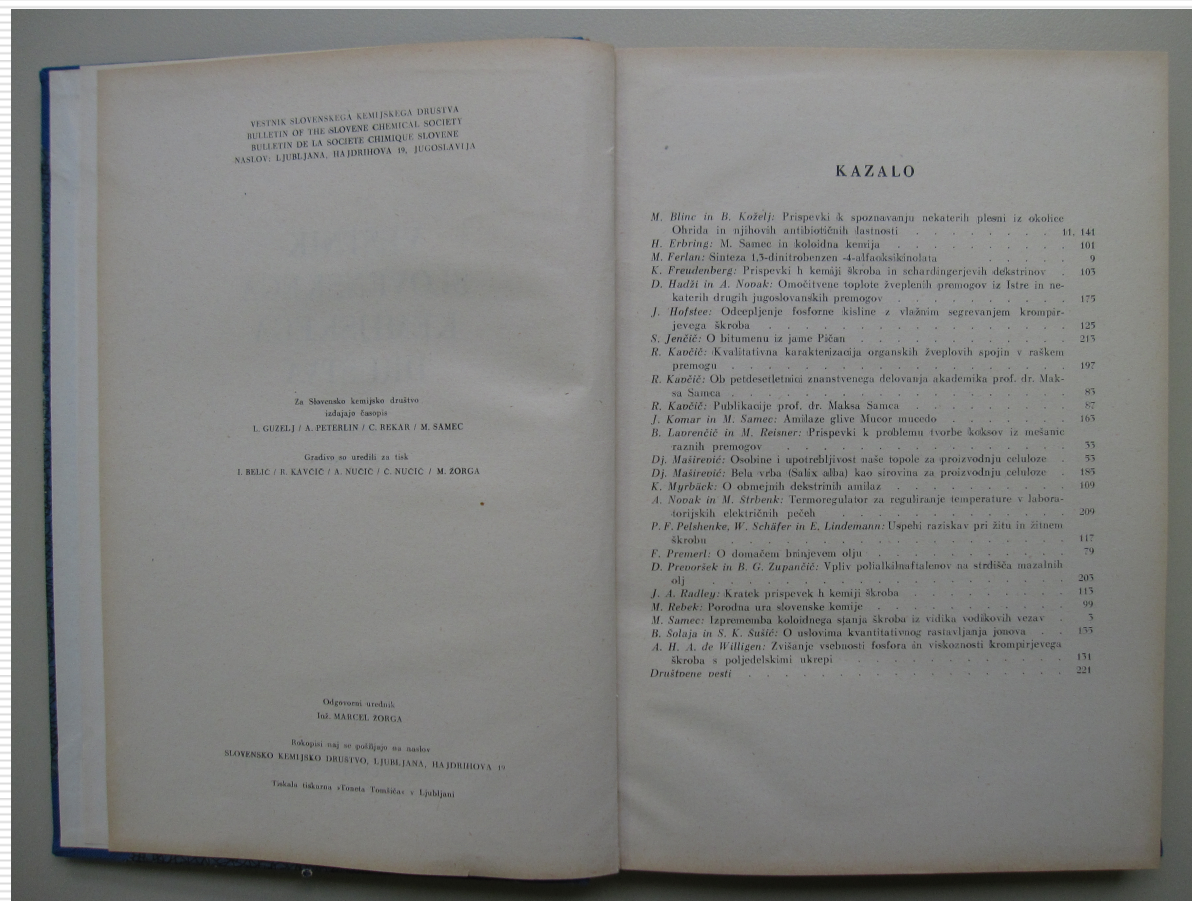 VESTNIK SLOVENSKEGA KEMIJSKEGA DRUSTVA
BULLETIN OF THE SLOVENE CHEMICAL SOCIETY
BULLETIN DE LA SOCIETE CHIMIQUE SLOVENE
NASLOV: LJUBLJANA, HAJDRIHOVA 19, JUGOSLAVIJA
Za Slovensko kemijsko društvo
izdajajo časopis
L. GUZELJ / A. PETERLIN / C. REKAR / M. SAMEC
Gradivo so uredili za tisk
I. BELIC / R. KAVCIC / A. NUCIC / C. NUCIC / M. ZORGA
Odgovorni urednik
Inž. MARCEL ZORGA
Rokopisi naj se pošiljajo na naslov
SLOVENSKO KEMIJSKO DRUSTVO, LJUBLJANA, HAJDRIHOVA 19
Tiskala tiskarna »Toneta Tomšiča« v Ljubljani
KAZALO
M. Blinc in B. Koželj: Prispevki k spoznavanju nekaterih plesni iz okolice
Ohrida in njihovih antibiotičnih lastnosti . . . . . . . . 11, 141
H. Erbring: M. Samec in koloidna kemija . . . . . . . . . 101
M. Ferlan: Sinteza 1,3-dinitrobenzen -4-alfaoksikinolata . . . . . 9
K. Freudenberg: Prispevki h kemiji škroba in schardingerjevih dekstrinov . 103
D. Hadži in A. Novak: Omočitvene toplote žveplenih premogov iz Istre in ne-
katerih drugih jugoslovanskih premogov . . . . . . . . . 175
J. Hofstee: Odcepljenje fosforne kisline z vlažnim segrevanjem krompir-
jevega škroba . . . . . . . . . . . . . 125
S. Jenčič: O bitumenu iz jame Pičan . . . . . . . . . . 213
R. Kavčič: Kvalitativna karakterizacija organskih žveplovih spojin v raškem
premogu . . . . . . . . . . . . . . 197
R. Kavčič: Ob petdesetletnici znanstvenega delovanja akademika prof. dr. Mak-
sa Samca . . . . . . . . . . . . . . 83
R. Kavčič: Publikacije prof. dr. Maksa Samca . . . . . . . . 87
J. Komar in M. Samec: Amilaze glive Mucor mucedo . . . . . . 163
B. Lavrenčič in M. Reisner: Prispevki k problemu tvorbe koksov iz mešanic
raznih premogov . . . . . . . . . . . . 33
Dj. Maširević: Osobine i upotrebljivost naše topole za proizvodnju celuloze . 53
Dj. Maširević: Bela vrba (Salix alba) kao sirovina za proizvodnju celuloze . 185
K. Myrbäck: O obmejnih dekstrinih amilaz . . . . . . . . . 109
A. Novak in M. Strbenk: Termoregulator za reguliranje temperature v labora-
torijskih električnih pečeh . . . . . . . . . . . 209
P. F. Pelshenke, W. Schäfer in E. Lindemann: Uspehi raziskav pri žitu in žitnem
škrobu . . . . . . . . . . . . . . 117
F. Premerl: O domačem brinjevem olju . . . . . . . . . . 79
D. Prevoršek in B. G. Zupančič: Vpliv polialkilnaftalenov na strdišča mazalnih
olj . . . . . . . . . . . . . . . 203
J. A. Radley: Kratek prispevek h kemiji škroba . . . . . . . . 113
M. Rebek: Porodna ura slovenske kemije . . . . . . . . . . 99
M. Samec: Izpremomba koloidnega stanja škroba iz vidika vodikovih vezav . 3
B. Solaja in S. K. Sušić: O uslovima kvantitativnog rastavljanja jonova . . 135
A. H. A. de Willigen: Zvišanje vsebnosti fosfora in viskoznosti krompirjevega
škroba s poljedelskimi ukrepi . . . . . . . . . . 131
Društvene vesti . . . . . . . . . . . . . . 221